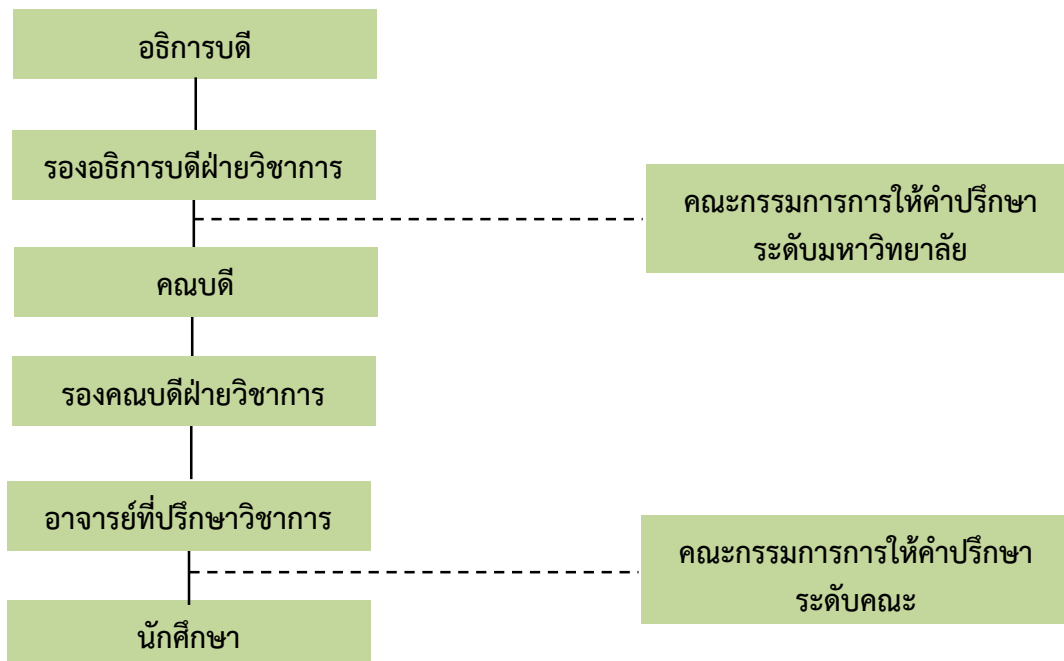 อธิการบดี
รองอธิการบดีฝ่ายวิชาการ
คณะกรรมการการให้คำปรึกษา
ระดับมหาวิทยาลัย
คณบดี
รองคณบดีฝ่ายวิชาการ
อาจารย์ที่ปรึกษาวิชาการ
คณะกรรมการการให้คำปรึกษา
ระดับคณะ
นักศึกษา